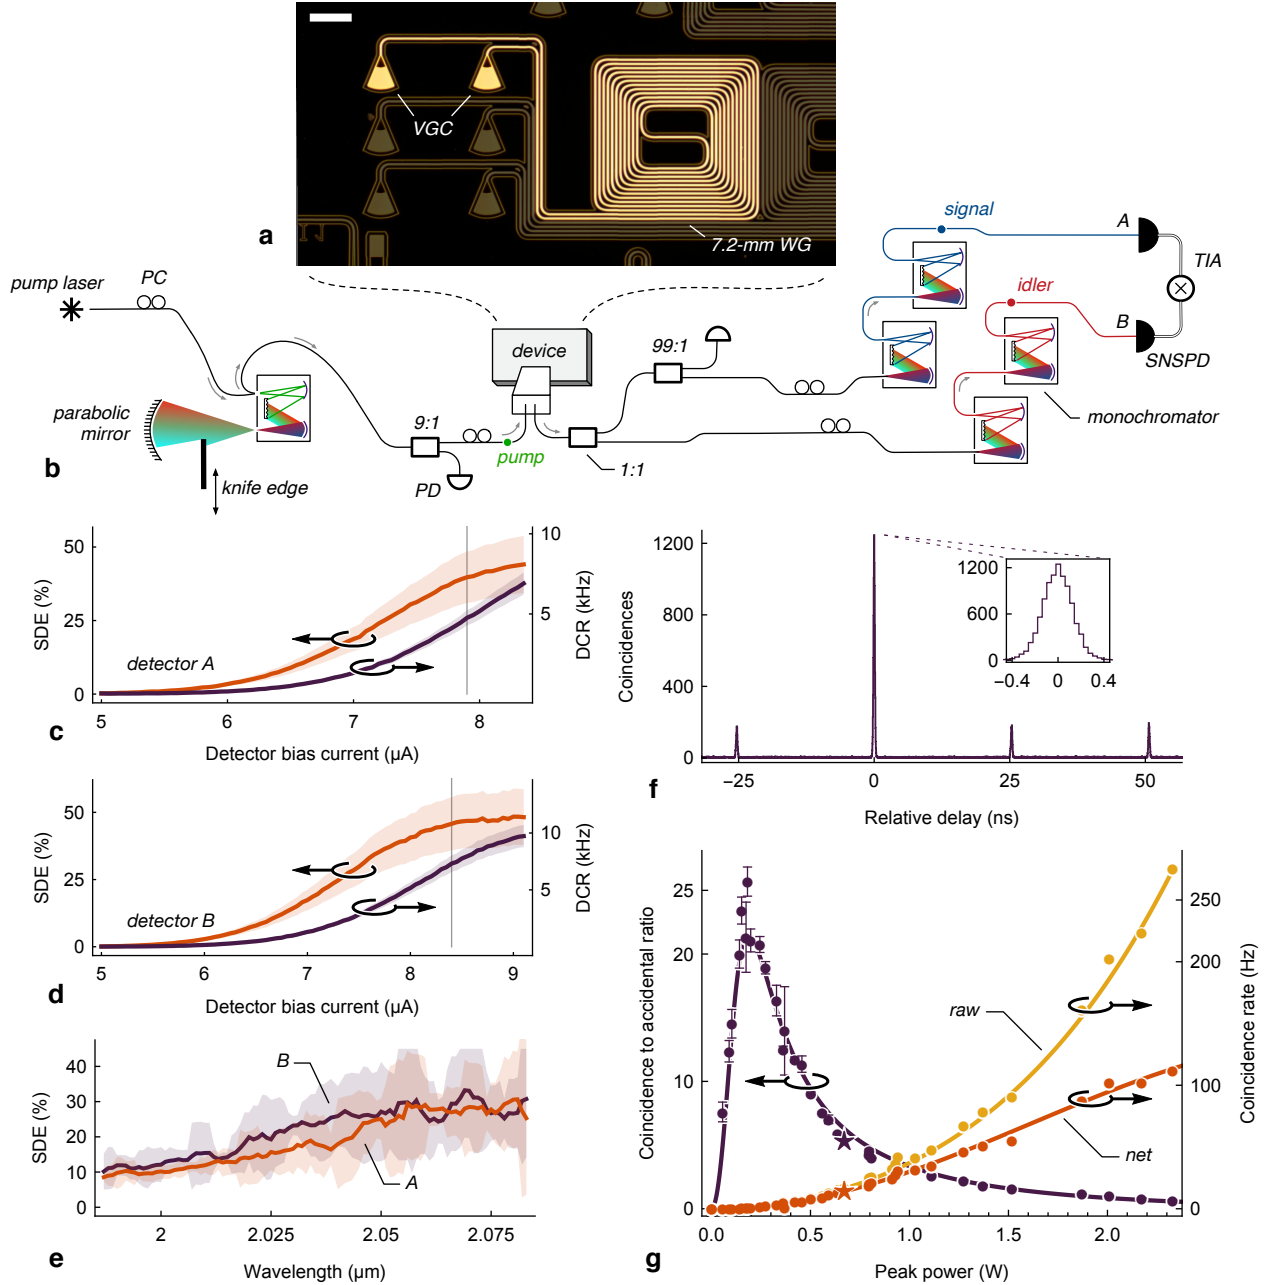 VGC
7.2-mm WG
a
signal
A
TIA
idler
B
SNSPD
monochromator
pump laser
PC
device
99:1
parabolic
mirror
9:1
pump
1:1
PD
knife edge
b
SDE (%)
50
25
0
10
5
DCR (kHz)
detector A
5
6
7
8
c
Detector bias current (µA)
SDE (%)
50
25
0
10
5
DCR (kHz)
detector B
5
6
7
8
9
d
Detector bias current (µA)
SDE (%)
40
30
20
10
0
B
A
2
2.025
2.05
2.075
e
Wavelength (µm)
Coincidences
1200
800
400
0
1200
600
0
−0.4
0
0.4
−25
0
25
50
f
Relative delay (ns)
Coincidence to accidental ratio
25
20
10
0
250
200
100
0
Coincidence rate (Hz)
raw
net
0.0
0.5
1.0
1.5
2.0
g
Peak power (W)